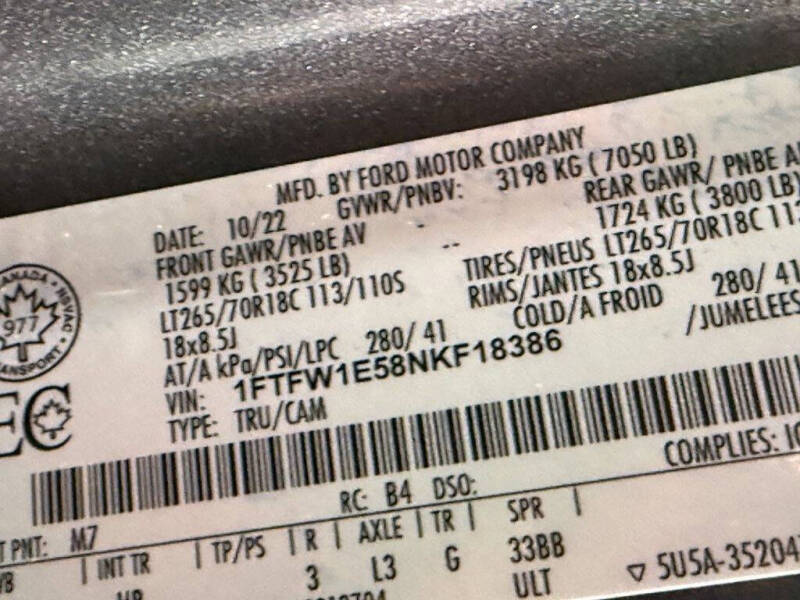 MFD. BY FORD MOTOR COMPANY
DATE: 10/22 GVWR/PNBV: 3198 KG ( 7050 LB)
FRONT GAWR/PNBE AV REAR GAWR/ PNBE
1599 KG ( 3525 LB) 1724 KG ( 3800 LB)
LT265/70R18C 113/110S TIRES/PNEUS LT265/70R18C
18x8.5J RIMS/JANTES 18x8.5J
AT/A kPa/PSI/LPC 280/ 41 COLD/A FROID 280/ 41
VIN: 1FTFW1E58NKF18386 /JUMELEES
TYPE: TRU/CAM
CANADA
977
TRANSPORT
COMPLIES:
RC: B4 DSO:
PNT: M7
INT TR TP/PS R AXLE TR SPR
3 L3 G 33BB
ULT
5U5A-35204